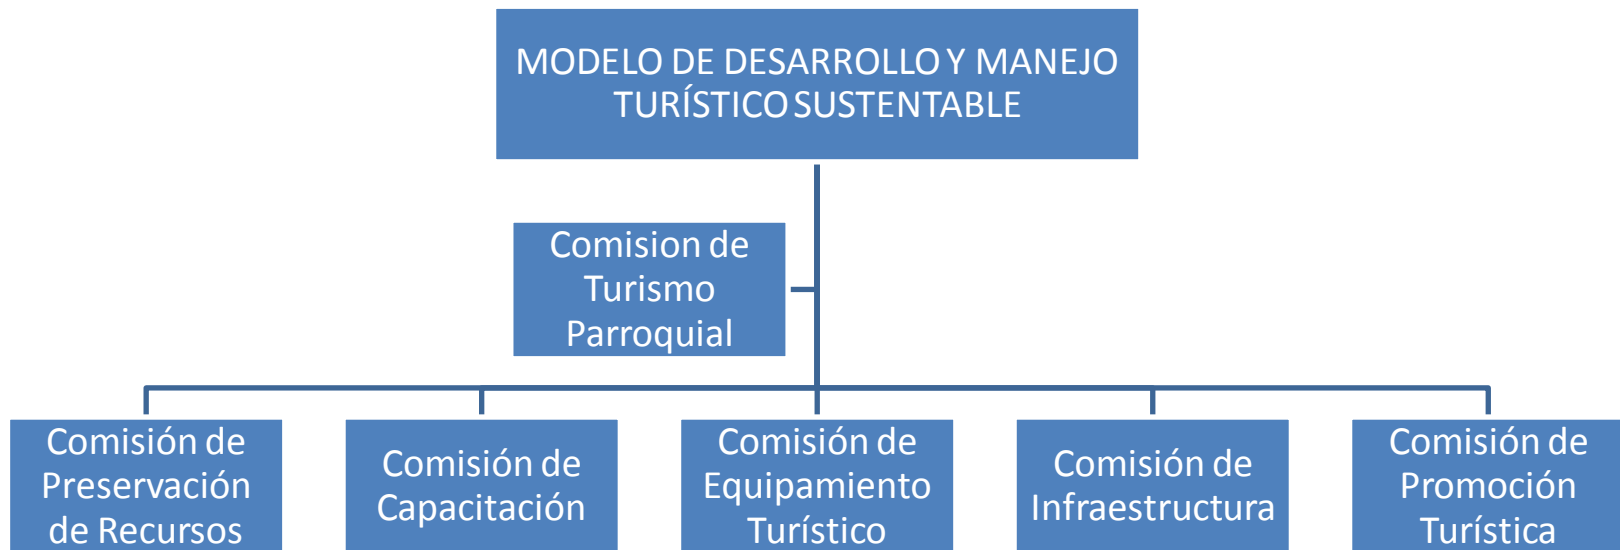 MODELO DE DESARROLLO Y MANEJO
TURÍSTICO SUSTENTABLE
Comision de
Turismo
Parroquial
Comisión de
Preservación
de Recursos
Comisión de
Capacitación
Comisión de
Equipamiento
Turístico
Comisión de
Infraestructura
Comisión de
Promoción
Turística